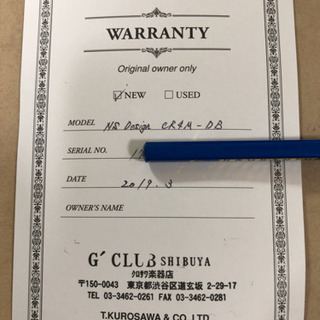 WARRANTY
Original owner only
NEW USED
MODEL NS Design CR4M-DB
SERIAL NO.
DATE 2019.3
OWNER'S NAME
G' CLUB SHIBUYA
クロサワ楽器店
〒150-0043 東京都渋谷区道玄坂 2-29-17
TEL 03-3462-0261 FAX 03-3462-0281
T.KUROSAWA & CO.,LTD